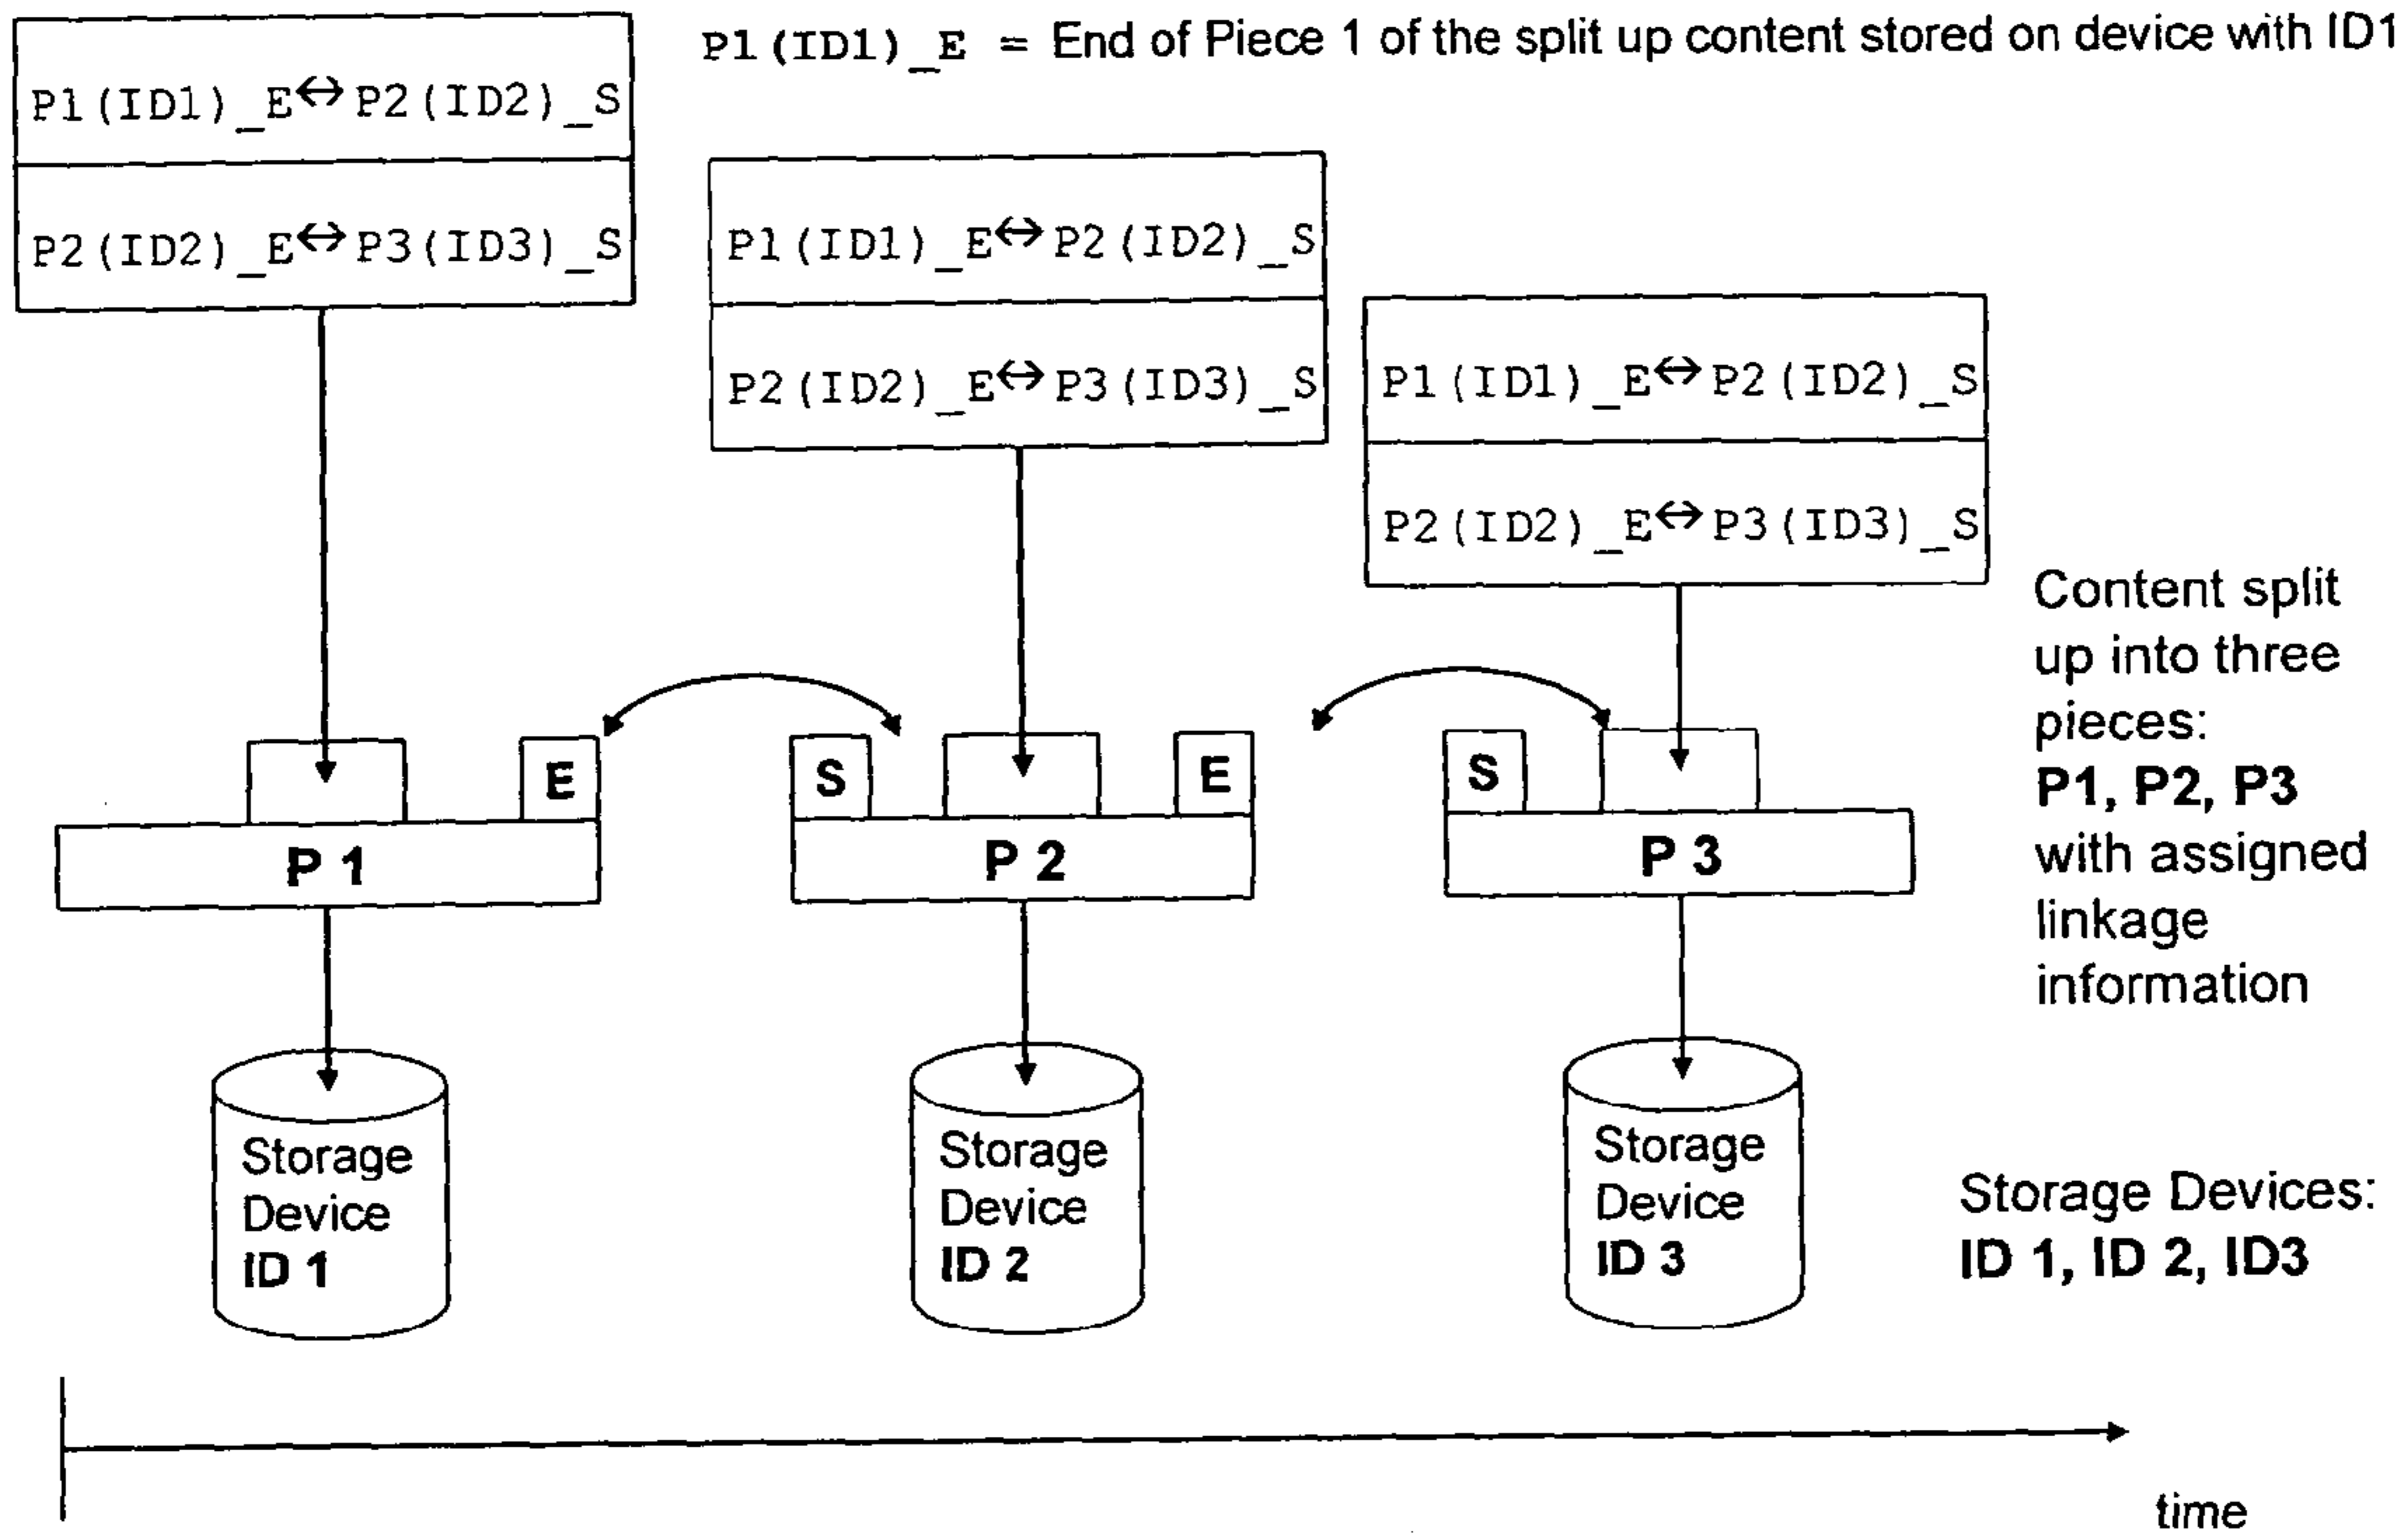 P1(ID1)_E = End of Piece 1 of the split up content stored on device with ID1
P1(ID1)_E↔P2(ID2)_S
P2(ID2)_E↔P3(ID3)_S
P1(ID1)_E↔P2(ID2)_S
P2(ID2)_E↔P3(ID3)_S
P1(ID1)_E↔P2(ID2)_S
P2(ID2)_E↔P3(ID3)_S
Content split
up into three
pieces:
P1, P2, P3
with assigned
linkage
information
E
S
E
S
P 1
P 2
P 3
Storage
Device
ID 1
Storage
Device
ID 2
Storage
Device
ID 3
Storage Devices:
ID 1, ID 2, ID3
time